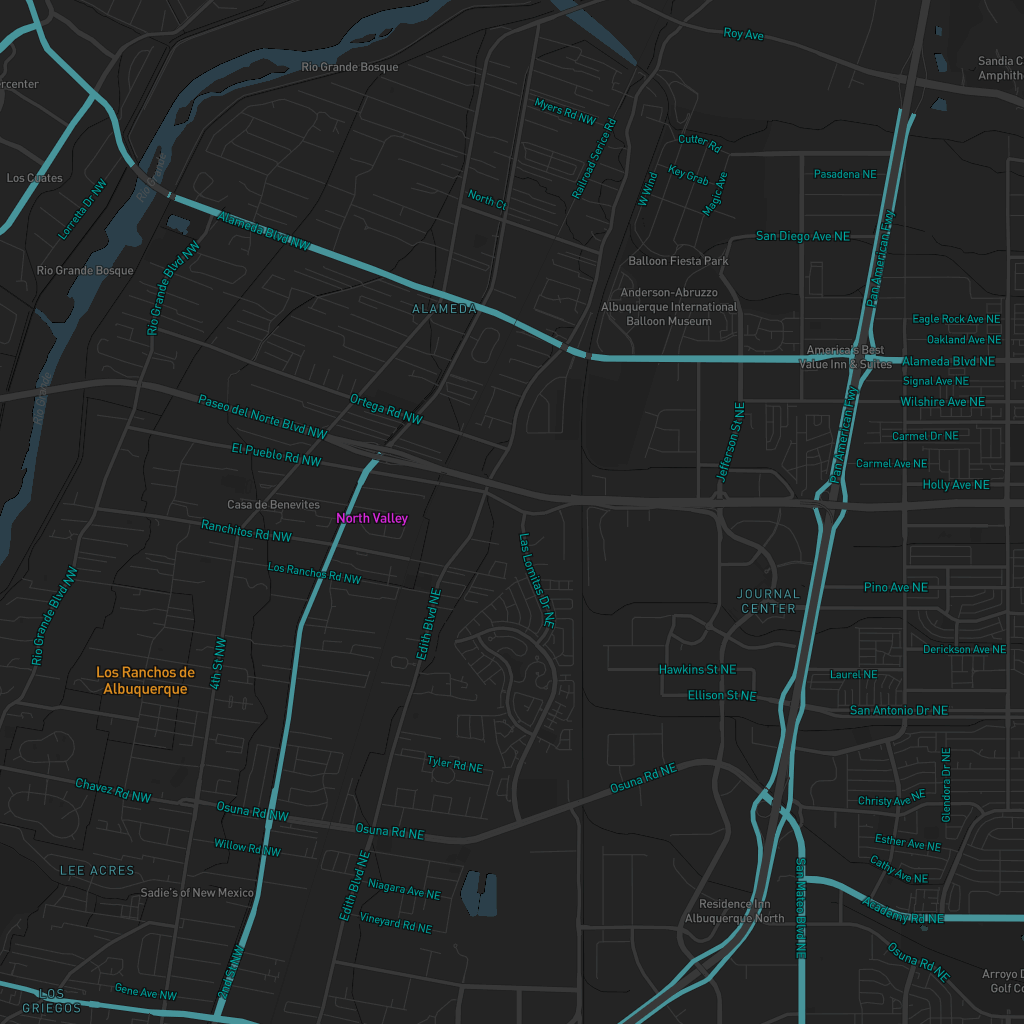 Roy Ave
Rio Grande Bosque
Sandia C
Amphithe
ercenter
Myers Rd NW
Railroad Serice Rd
Cutter Rd
Key Grab
Magic Ave
W Wind
Pasadena NE
Los Cuates
Lorretta Dr NW
Rio Grande
North Ct
Alameda Blvd NW
San Diego Ave NE
Pan American Fwy
Rio Grande Bosque
Rio Grande Blvd NW
Balloon Fiesta Park
Anderson-Abruzzo
Albuquerque International
Balloon Museum
ALAMEDA
Eagle Rock Ave NE
Oakland Ave NE
America's Best
Value Inn & Suites
Alameda Blvd NE
Signal Ave NE
Wilshire Ave NE
Rio Grande
Paseo del Norte Blvd NW
Ortega Rd NW
Jefferson St NE
Pan American Fwy
Carmel Dr NE
El Pueblo Rd NW
Carmel Ave NE
Holly Ave NE
Casa de Benevites
North Valley
Ranchitos Rd NW
Los Ranchos Rd NW
Las Lomitas Dr NE
Pino Ave NE
JOURNAL
CENTER
Rio Grande Blvd NW
Edith Blvd NE
4th St NW
Derickson Ave NE
Los Ranchos de
Albuquerque
Hawkins St NE
Laurel NE
Ellison St NE
San Antonio Dr NE
Tyler Rd NE
Osuna Rd NE
Glendora Dr NE
Chavez Rd NW
Osuna Rd NW
Christy Ave NE
Osuna Rd NE
Willow Rd NW
Esther Ave NE
Cathy Ave NE
LEE ACRES
Sadie's of New Mexico
Edith Blvd NE
Niagara Ave NE
San Mateo Blvd NE
Residence Inn
Albuquerque North
Academy Rd NE
Vineyard Rd NE
Osuna Rd NE
2nd St NW
Arroyo D
Golf Co
LOS
GRIEGOS
Gene Ave NW